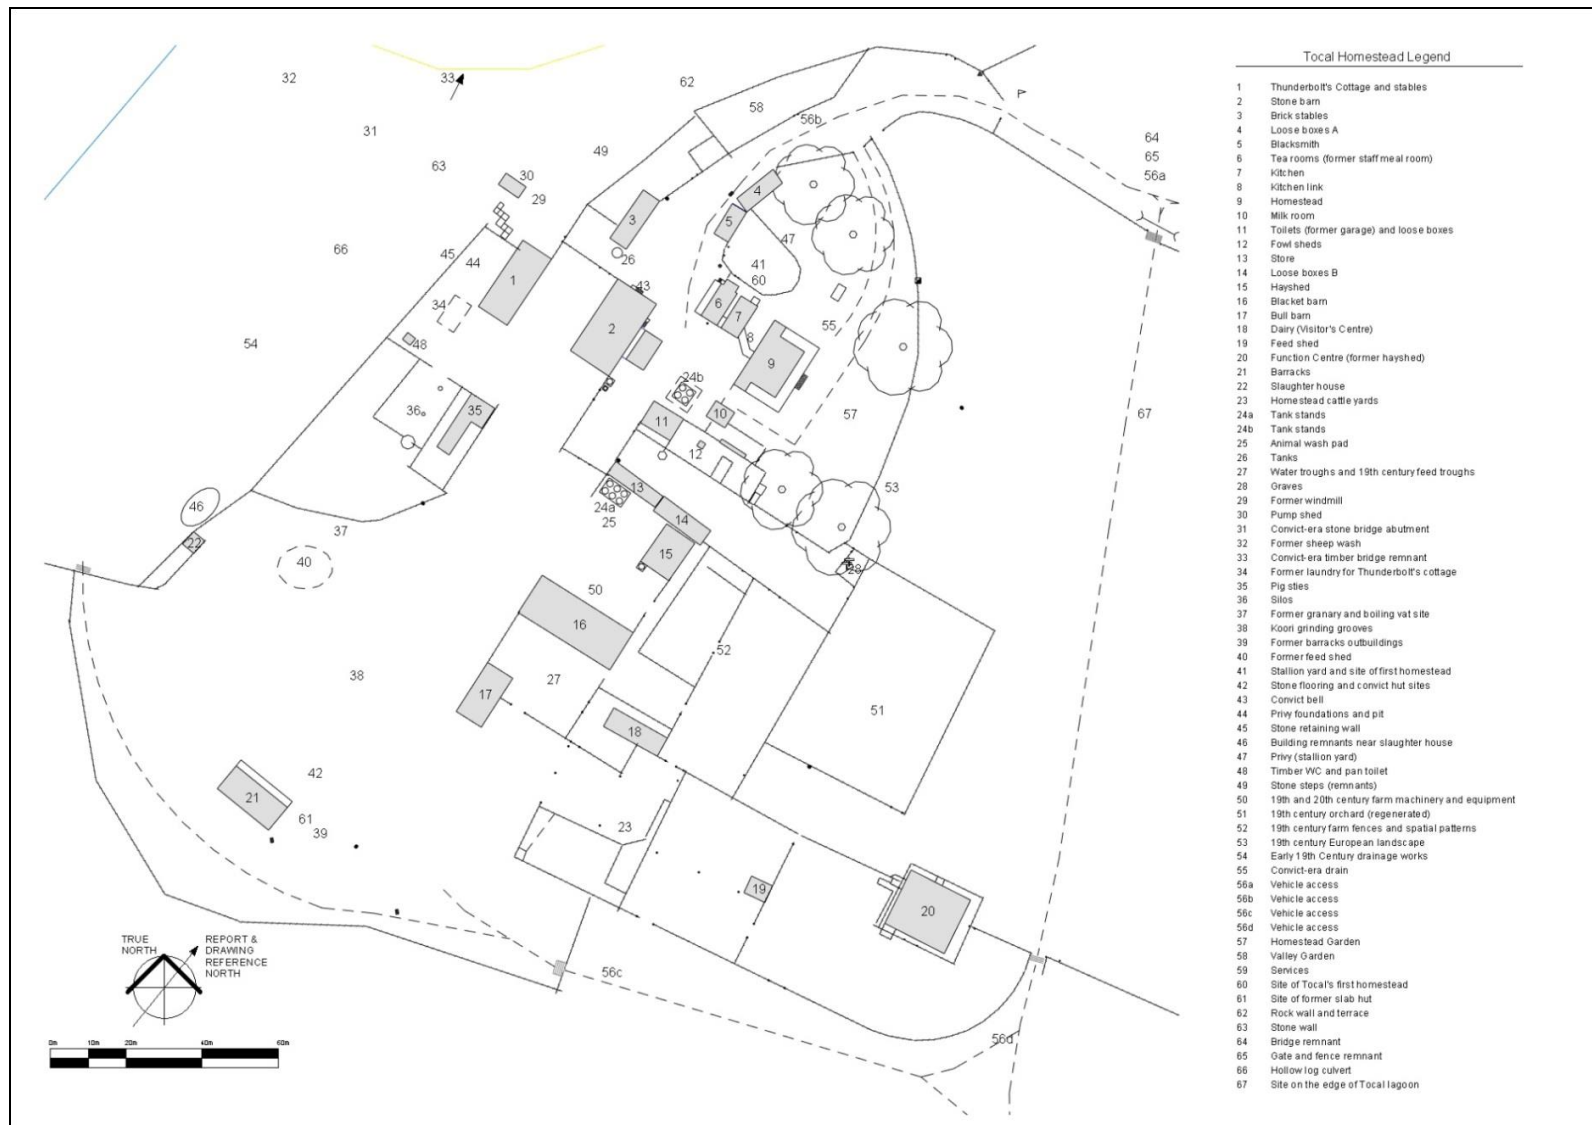 Tocal Homestead Legend
1 Thunderbolt's Cottage and stables
2 Stone barn
3 Brick stables
4 Loose boxes A
5 Blacksmith
6 Tea rooms (former staff meal room)
7 Kitchen
8 Kitchen link
9 Homestead
10 Milk room
11 Toilets (former garage) and loose boxes
12 Fowl sheds
13 Store
14 Loose boxes B
15 Hayshed
16 Blacket barn
17 Bull barn
18 Dairy (Visitor's Centre)
19 Feed shed
20 Function Centre (former hayshed)
21 Barracks
22 Slaughter house
23 Homestead cattle yards
24a Tank stands
24b Tank stands
25 Animal wash pad
26 Tanks
27 Water troughs and 19th century feed troughs
28 Graves
29 Former windmill
30 Pump shed
31 Convict-era stone bridge abutment
32 Former sheep wash
33 Convict-era timber bridge remnant
34 Former laundry for Thunderbolt's cottage
35 Pig sties
36 Silos
37 Former granary and boiling vat site
38 Koori grinding grooves
39 Former barracks outbuildings
40 Former feed shed
41 Stallion yard and site of first homestead
42 Stone flooring and convict hut sites
43 Convict bell
44 Privy foundations and pit
45 Stone retaining wall
46 Building remnants near slaughter house
47 Privy (stallion yard)
48 Timber WC and pan toilet
49 Stone steps (remnants)
50 19th and 20th century farm machinery and equipment
51 19th century orchard (regenerated)
52 19th century farm fences and spatial patterns
53 19th century European landscape
54 Early 19th Century drainage works
55 Convict-era drain
56a Vehicle access
56b Vehicle access
56c Vehicle access
56d Vehicle access
57 Homestead Garden
58 Valley Garden
59 Services
60 Site of Tocal's first homestead
61 Site of former slab hut
62 Rock wall and terrace
63 Stone wall
64 Bridge remnant
65 Gate and fence remnant
66 Hollow log culvert
67 Site on the edge of Tocal lagoon
32
33
62
58
56b
31
49
64
65
56a
63
30
29
4
3
5
47
66
45
44
26
41
60
1
43
34
6
7
55
2
8
54
48
9
24b
36
35
11
10
57
67
12
13
53
46
24a
25
14
37
22
15
40
28
50
16
52
38
27
17
51
18
42
21
61
39
23
19
20
56c
56d
TRUE
NORTH
REPORT &
DRAWING
REFERENCE
NORTH
0m 10m 20m 40m 60m